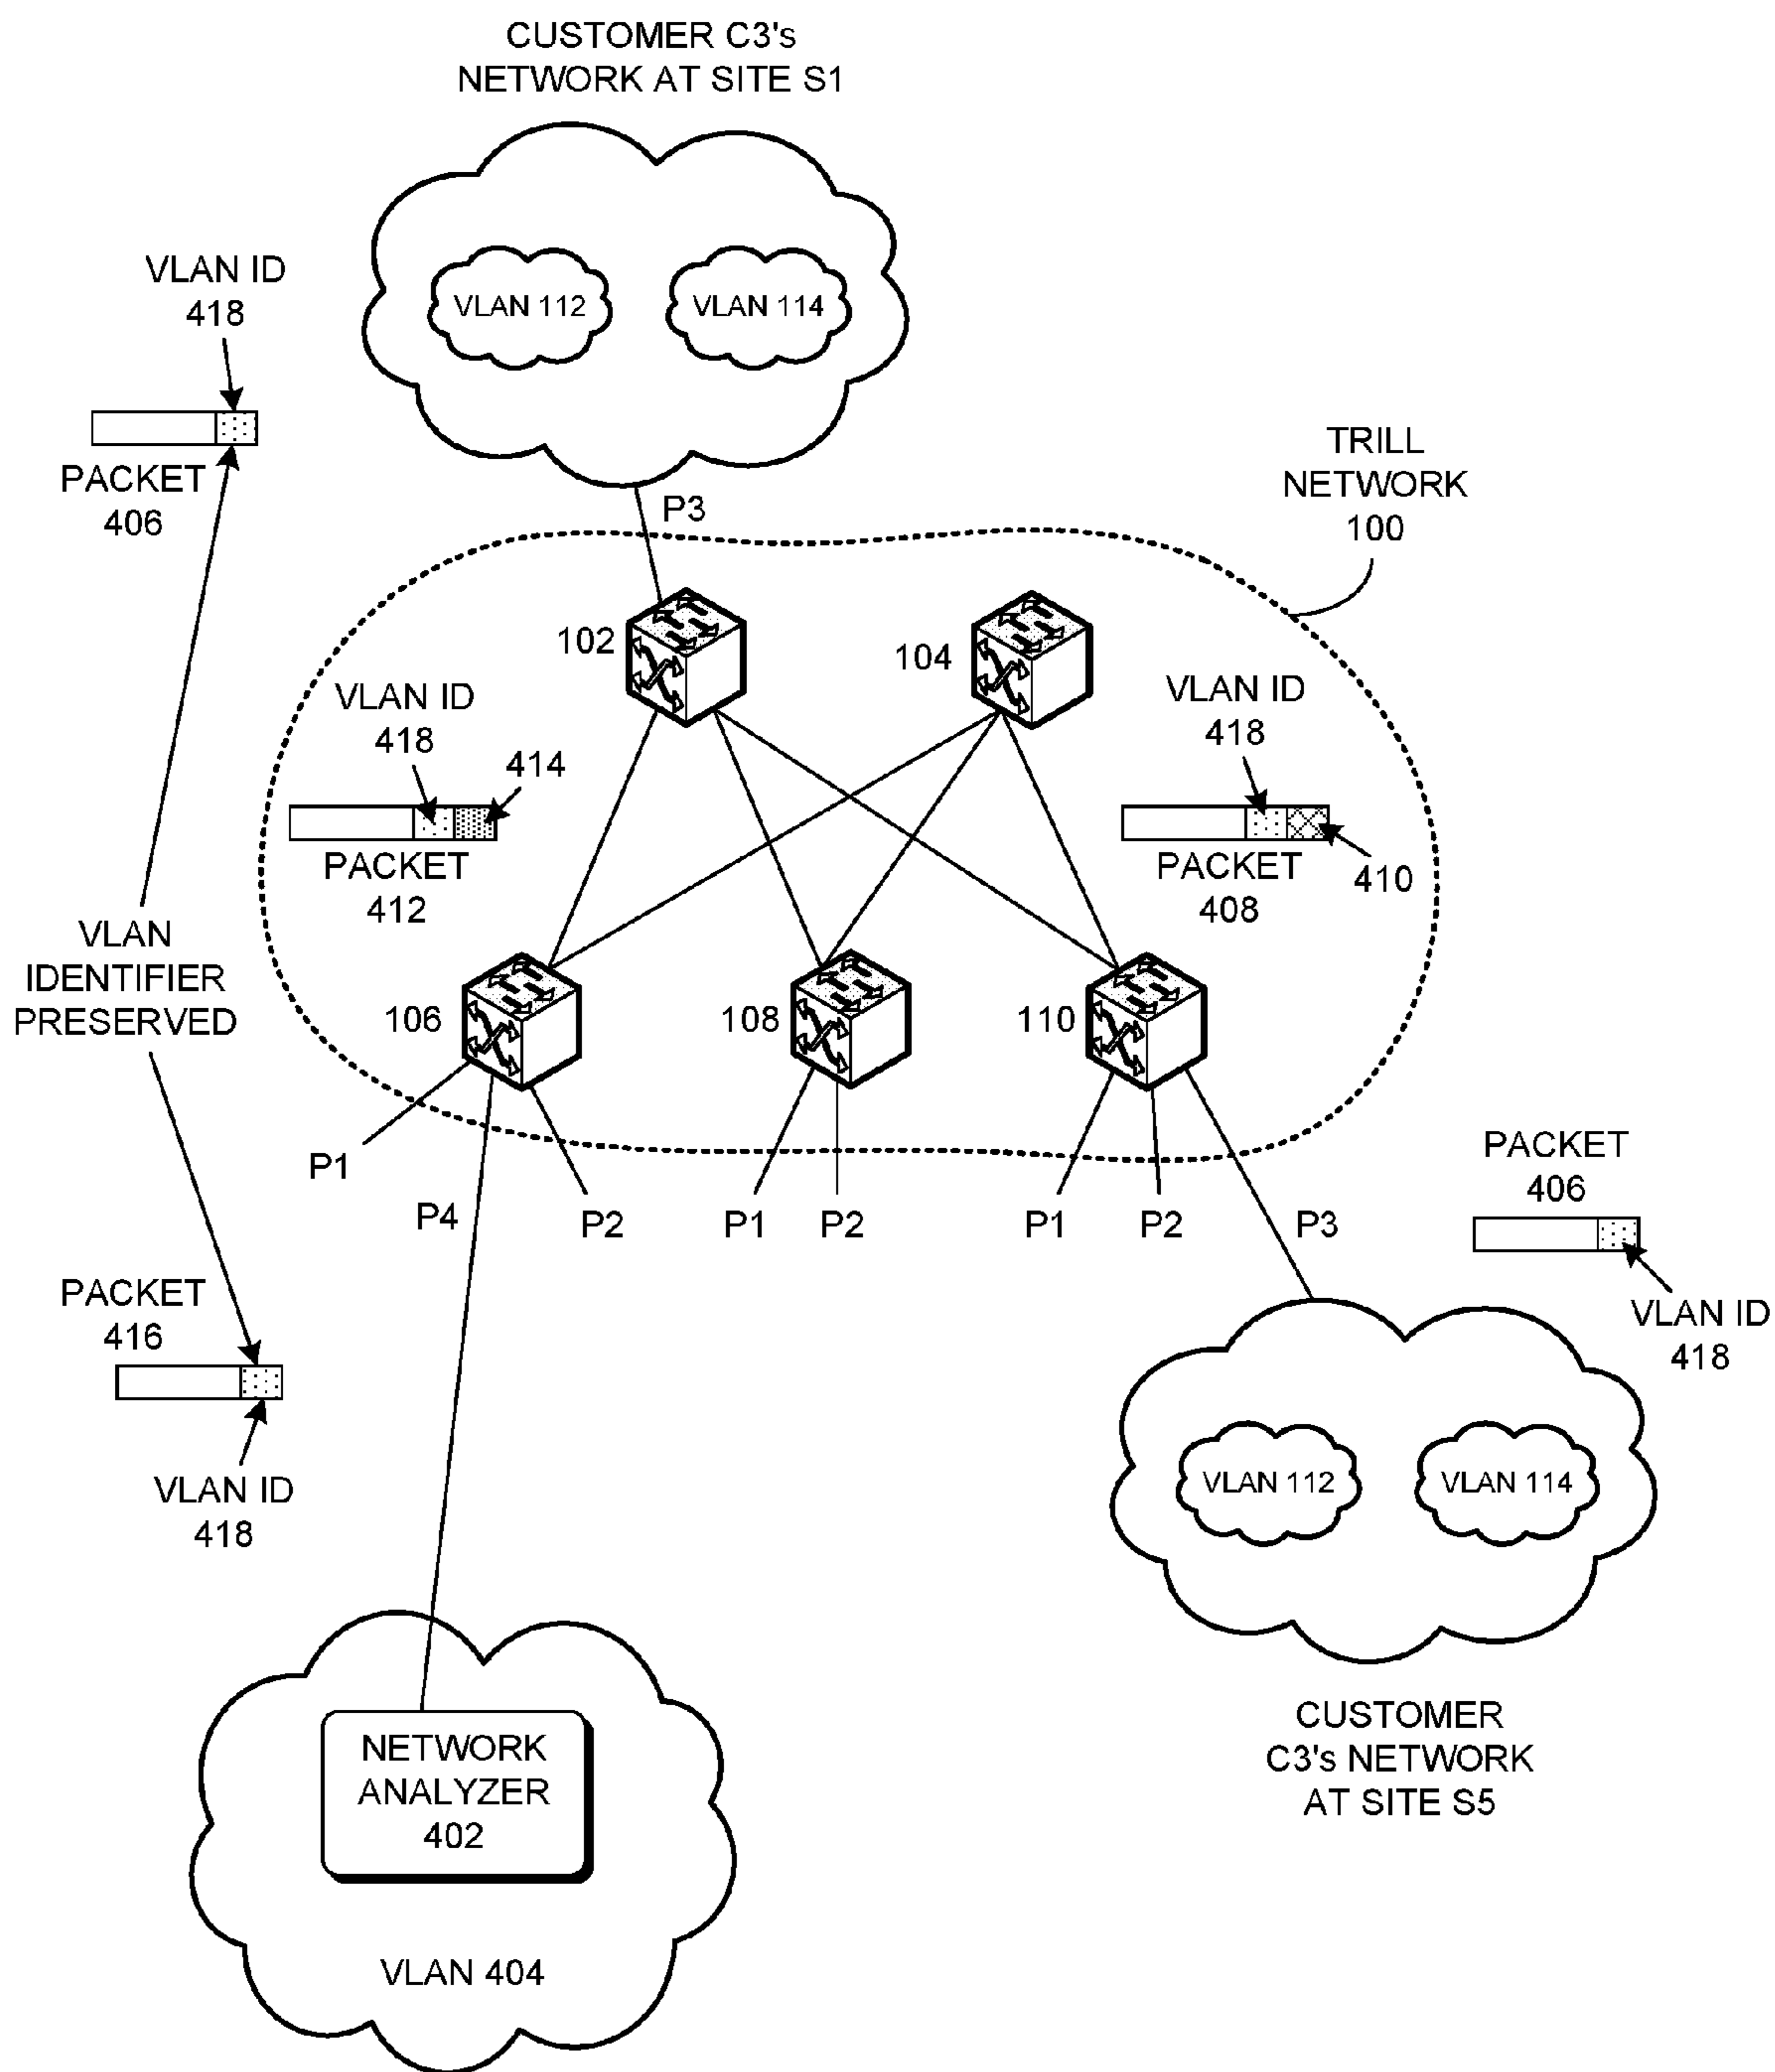 CUSTOMER C3's
NETWORK AT SITE S1
VLAN 112
VLAN 114
VLAN ID
418
PACKET
406
TRILL
NETWORK
100
P3
102
104
VLAN ID
418
414
PACKET
412
VLAN ID
418
410
PACKET
408
VLAN
IDENTIFIER
PRESERVED
106
108
110
P1
P4
P2
P1
P2
P1
P2
P3
PACKET
406
VLAN ID
418
PACKET
416
VLAN ID
418
VLAN 112
VLAN 114
CUSTOMER
C3's NETWORK
AT SITE S5
NETWORK
ANALYZER
402
VLAN 404